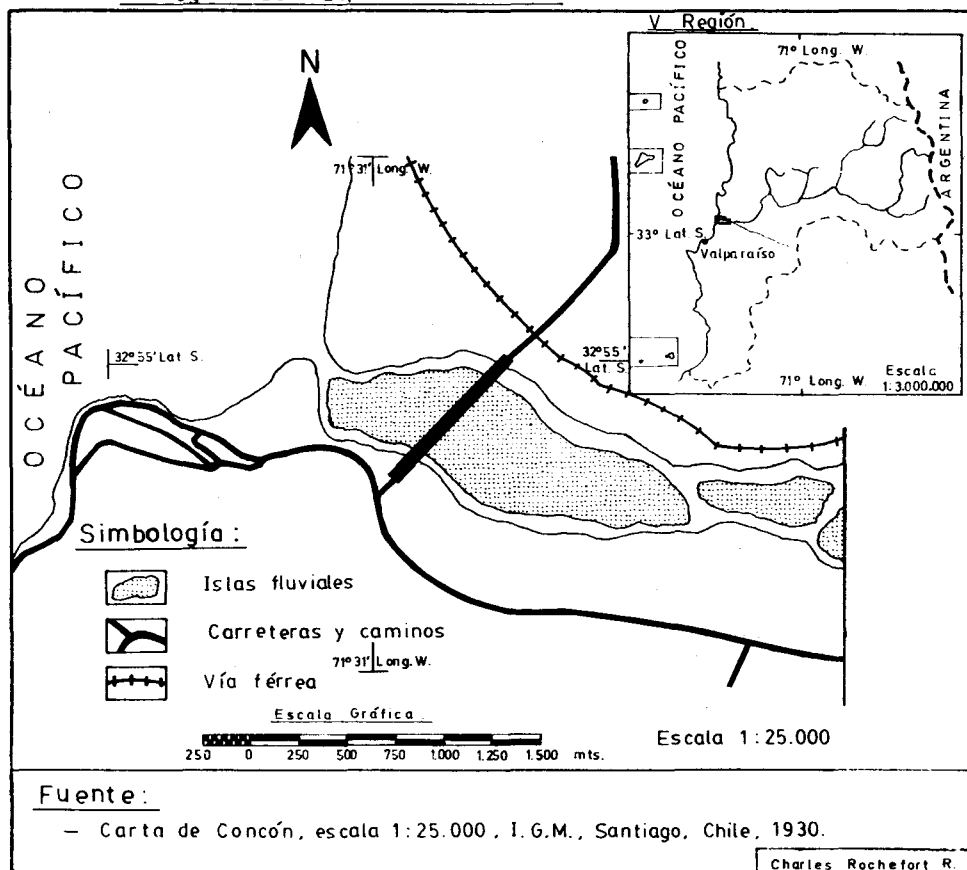 V Región.
N
71° Long. W.
OCÉANO PACÍFICO
ARGENTINA
33° Lat S.
Valparaíso
71° Long. W.
Escala
1:3.000.000
71°31' Long. W.
OCÉANO
PACÍFICO
32°55' Lat S.
32°55'
Lat S.
Simbología:
Islas fluviales
Carreteras y caminos
71°31' Long. W.
Vía férrea
Escala Gráfica.
250 0 250 500 750 1.000 1.250 1.500 mts.
Escala 1:25.000
Fuente:
— Carta de Concón, escala 1:25.000, I.G.M., Santiago, Chile, 1930.
Charles Rochefort R.